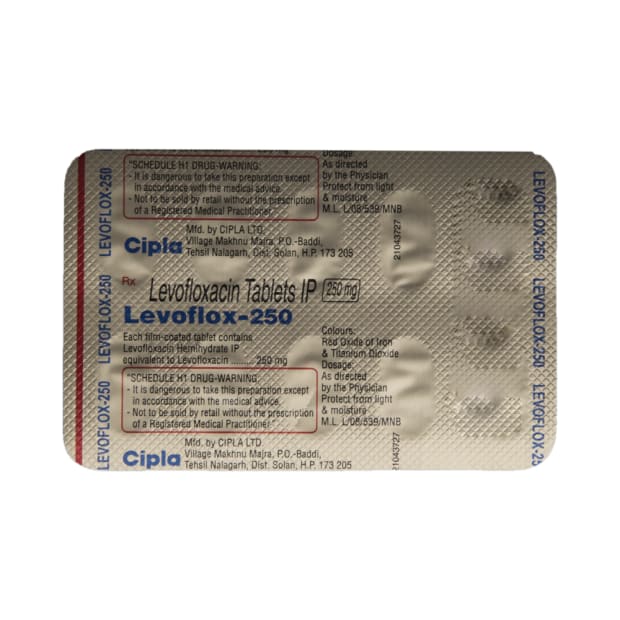 250 mg
"SCHEDULE H1 DRUG-WARNING:
- It is dangerous to take this preparation except
in accordance with the medical advice.
- Not to be sold by retail without the prescription
of a Registered Medical Practitioner"
Dosage:
As directed
by the Physician
Protect from light
& moisture
M.L. L/08/539/MNB
Cipla
Mfd. by CIPLA LTD.
Village Makhnu Majra, P.O.-Baddi,
Tehsil Nalagarh, Dist. Solan, H.P. 173 205
21043727
Rx
Levofloxacin Tablets IP 250 mg
Levoflox-250
Each film-coated tablet contains
Levofloxacin Hemihydrate IP
equivalent to Levofloxacin ......... 250 mg
Colours:
Red Oxide of Iron
& Titanium Dioxide
Dosage:
As directed
by the Physician
Protect from light
& moisture
M.L. L/08/539/MNB
"SCHEDULE H1 DRUG-WARNING:
- It is dangerous to take this preparation except
in accordance with the medical advice.
- Not to be sold by retail without the prescription
of a Registered Medical Practitioner"
Cipla
Mfd. by CIPLA LTD.
Village Makhnu Majra, P.O.-Baddi,
Tehsil Nalagarh, Dist. Solan, H.P. 173 205
21043727
LEVOFLOX-250
LEVOFLOX-250
LEVOFLOX-250
LEVOFLOX-250
LEVOFLOX-250
LEVOFLOX-25